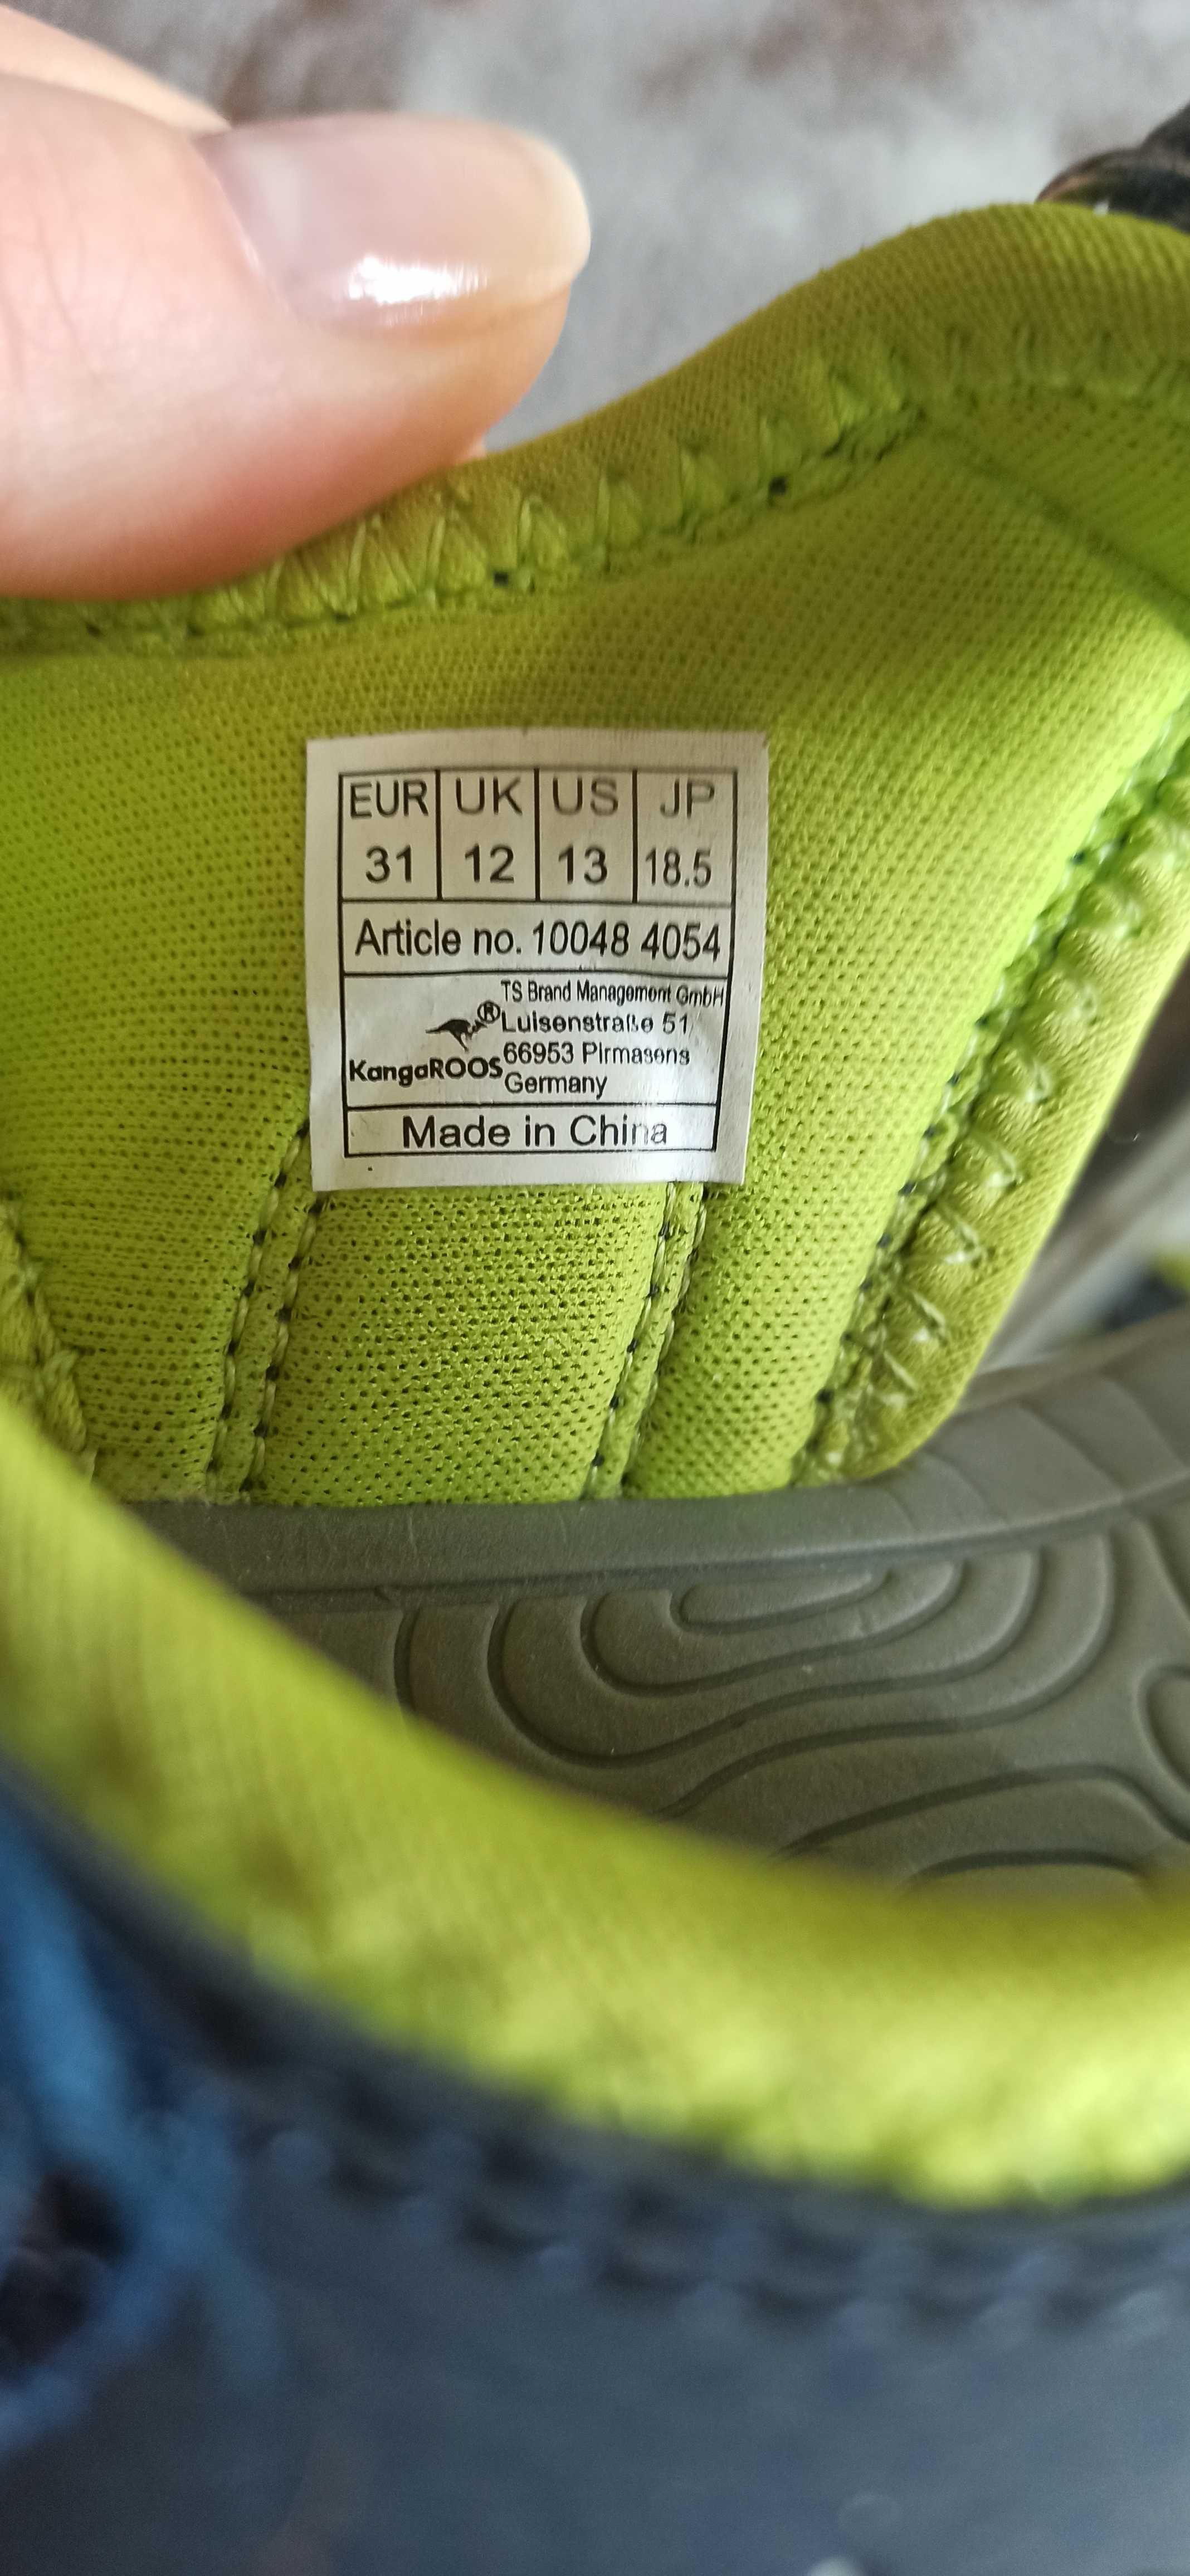 EUR UK US JP
31 12 13 18.5
Article no. 10048 4054
TS Brand Management GmbH
Luisenstraße 51
66953 Pirmasens
Germany
KangaROOS®
Made in China